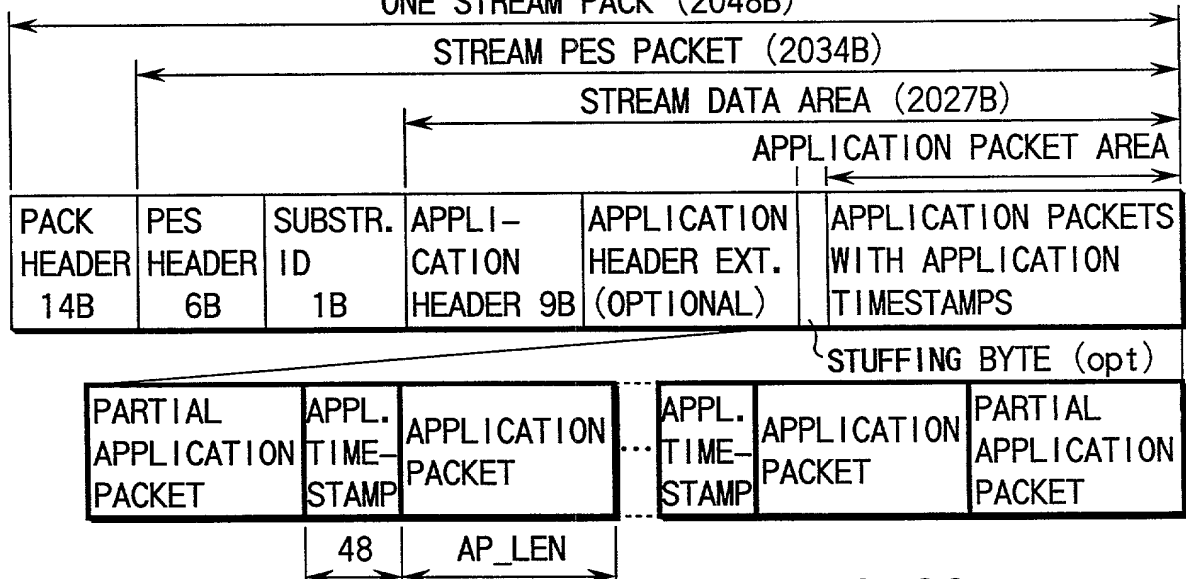 ONE STREAM PACK (2048B)
STREAM PES PACKET (2034B)
STREAM DATA AREA (2027B)
APPLICATION PACKET AREA
PACK
HEADER
14B
PES
HEADER
6B
SUBSTR.
ID
1B
APPLI-
CATION
HEADER 9B
APPLICATION
HEADER EXT.
(OPTIONAL)
APPLICATION PACKETS
WITH APPLICATION
TIMESTAMPS
STUFFING BYTE (opt)
PARTIAL
APPLICATION
PACKET
APPL.
TIME-
STAMP
APPLICATION
PACKET
...
APPL.
TIME-
STAMP
APPLICATION
PACKET
PARTIAL
APPLICATION
PACKET
48
AP_LEN